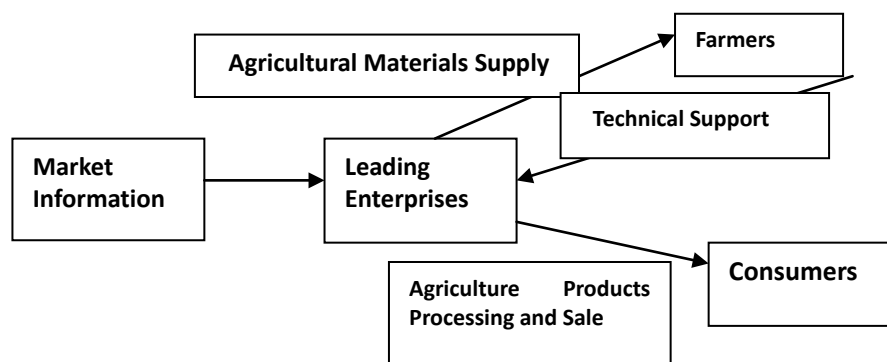 Farmers
Agricultural Materials Supply
Technical Support
Market
Information
Leading
Enterprises
Consumers
Agriculture Products
Processing and Sale